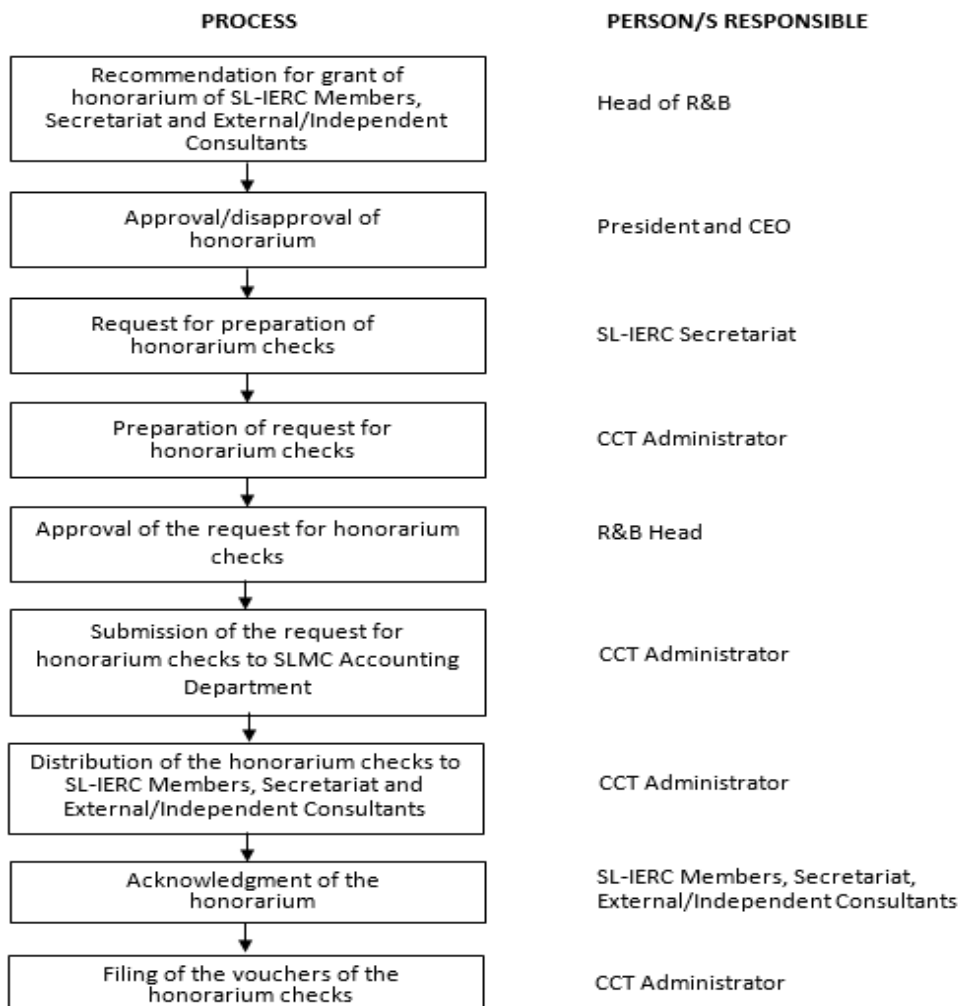 PROCESS
PERSON/S RESPONSIBLE
Recommendation for grant of
honorarium of SL-IERC Members,
Secretariat and External/Independent
Consultants
Head of R&B
Approval/disapproval of
honorarium
President and CEO
Request for preparation of
honorarium checks
SL-IERC Secretariat
Preparation of request for
honorarium checks
CCT Administrator
Approval of the request for honorarium
checks
R&B Head
Submission of the request for
honorarium checks to SLMC Accounting
Department
CCT Administrator
Distribution of the honorarium checks to
SL-IERC Members, Secretariat and
External/Independent Consultants
CCT Administrator
Acknowledgment of the
honorarium
SL-IERC Members, Secretariat,
External/Independent Consultants
Filing of the vouchers of the
honorarium checks
CCT Administrator